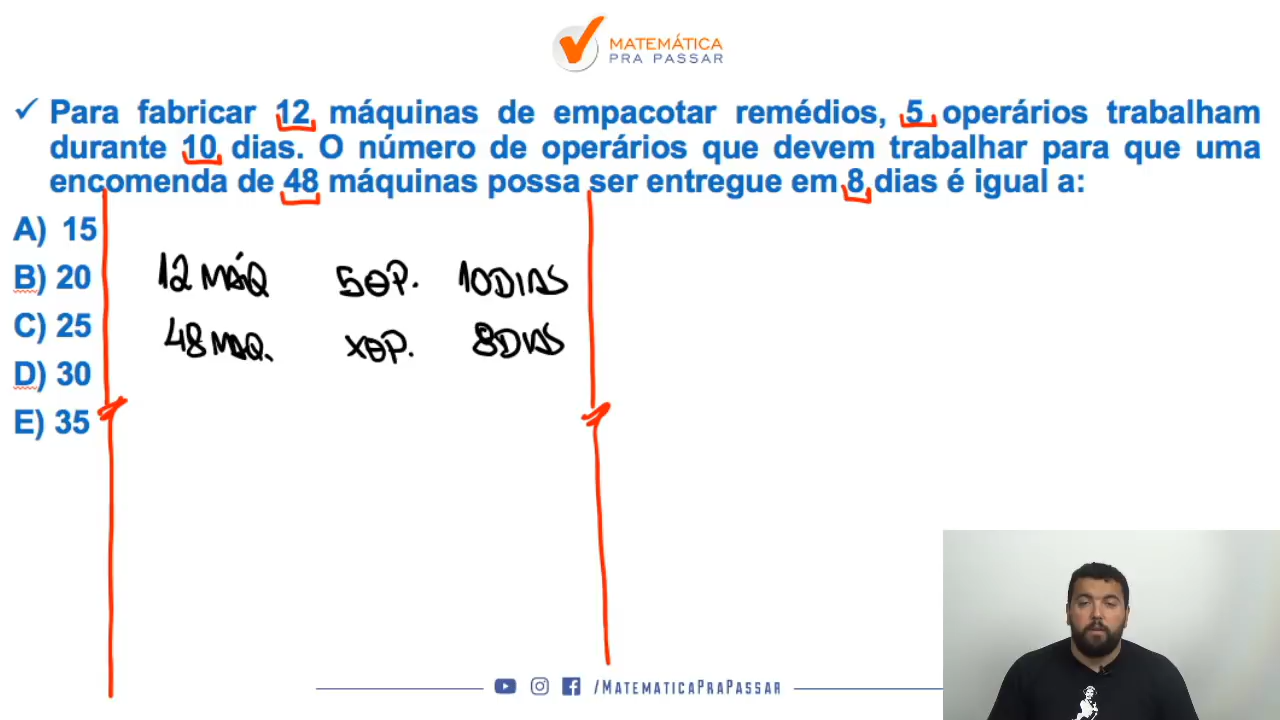 MATEMÁTICA
PRA PASSAR
✓ Para fabricar 12 máquinas de empacotar remédios, 5 operários trabalham
durante 10 dias. O número de operários que devem trabalhar para que uma
encomenda de 48 máquinas possa ser entregue em 8 dias é igual a:
A) 15
B) 20
C) 25
D) 30
E) 35
12 MÁQ 5 OP. 10 DIAS
48 MAQ. X OP. 8 DIAS
/MATEMATICAPRAPASSAR